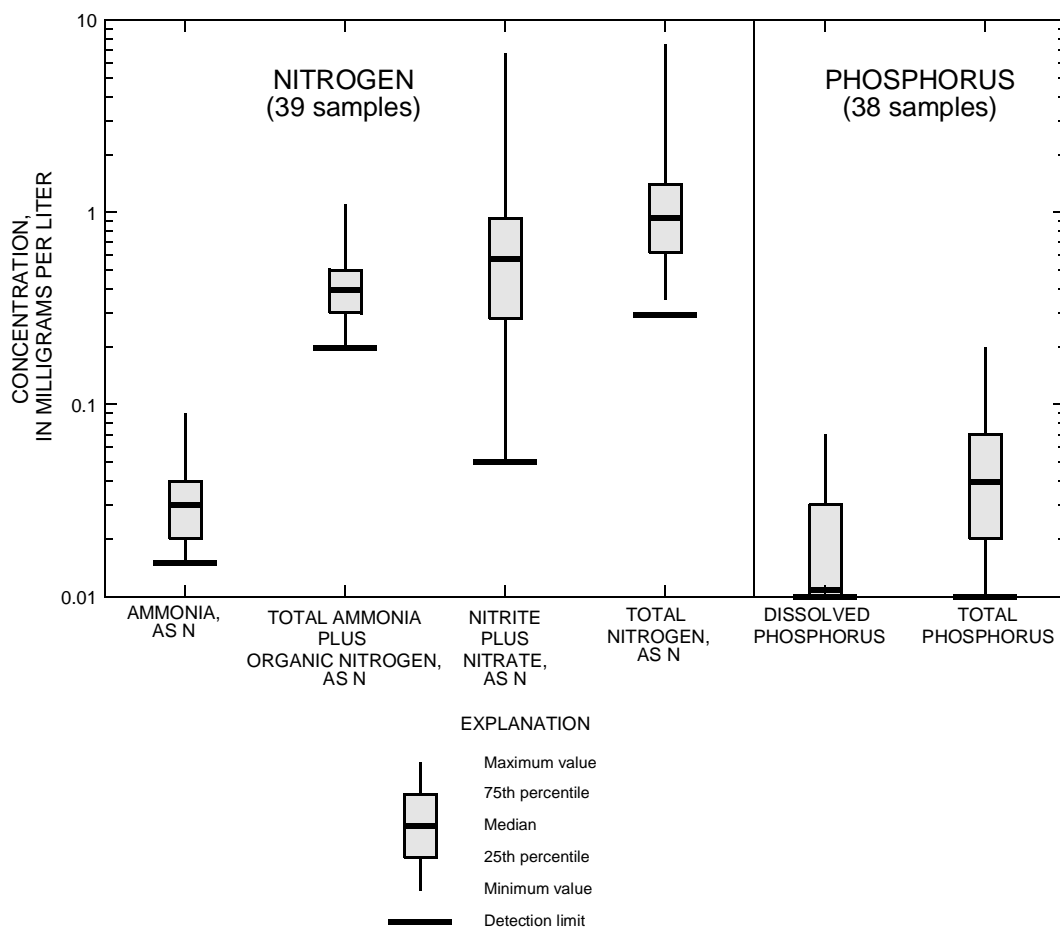 CONCENTRATION,
IN MILLIGRAMS PER LITER
10
1
0.1
0.01
NITROGEN
(39 samples)
PHOSPHORUS
(38 samples)
AMMONIA,
AS N
TOTAL AMMONIA
PLUS
ORGANIC NITROGEN,
AS N
NITRITE
PLUS
NITRATE,
AS N
TOTAL
NITROGEN,
AS N
DISSOLVED
PHOSPHORUS
TOTAL
PHOSPHORUS
EXPLANATION
Maximum value
75th percentile
Median
25th percentile
Minimum value
Detection limit